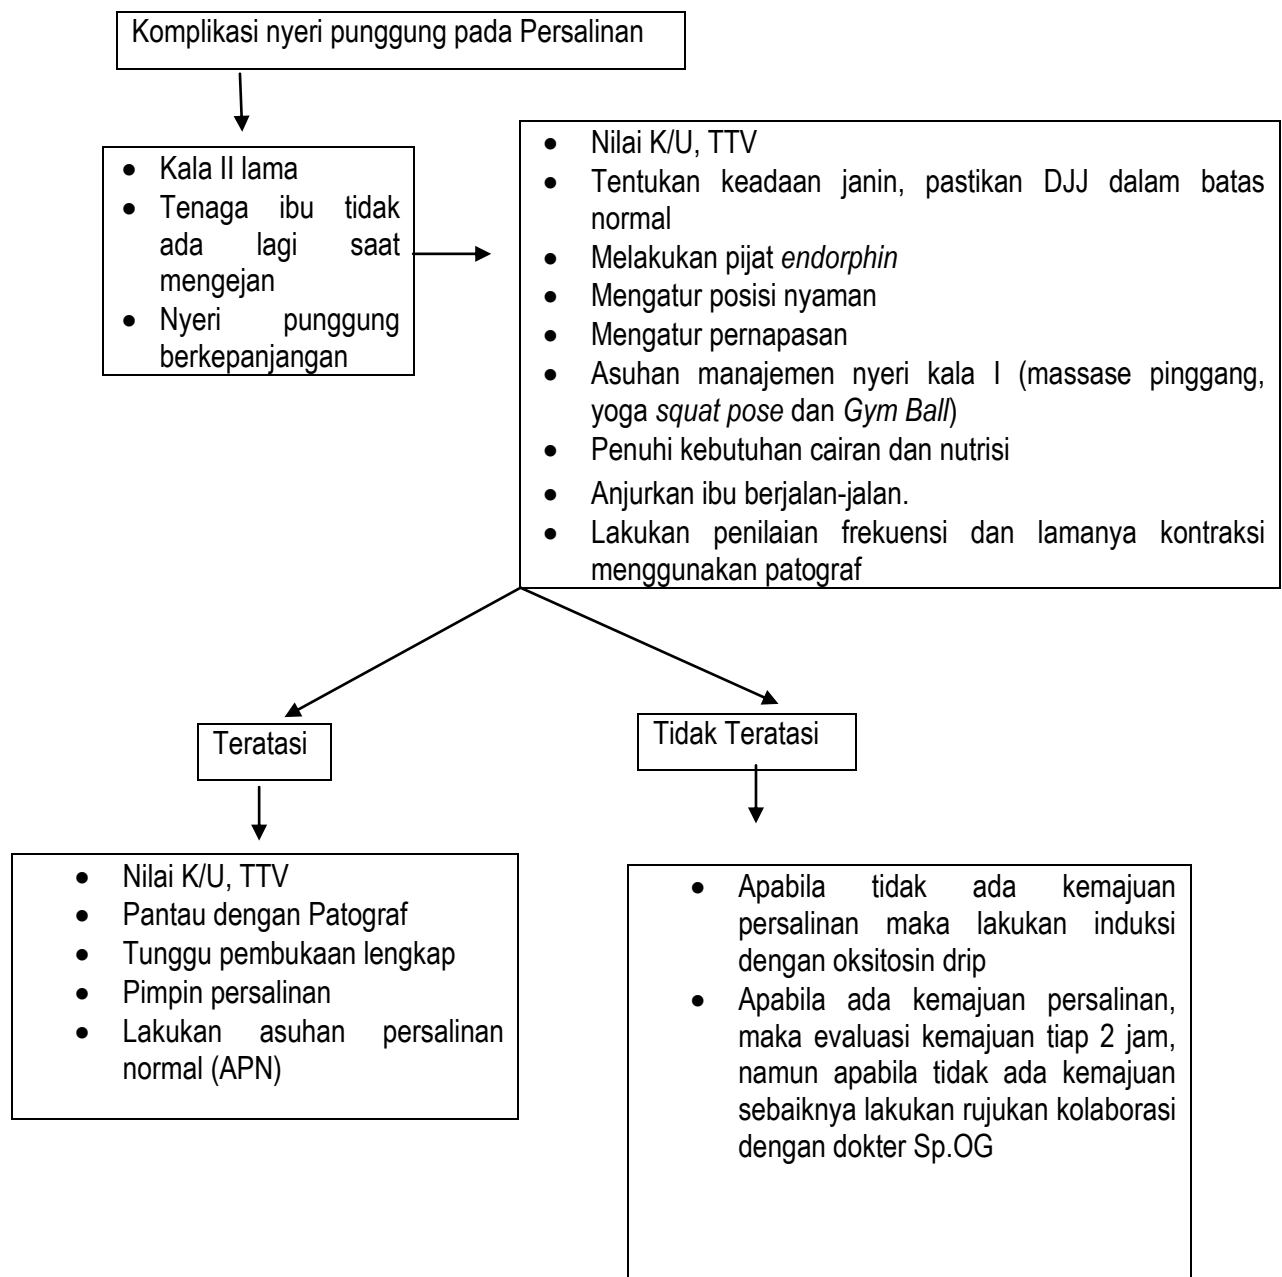 Komplikasi nyeri punggung pada Persalinan
• Kala II lama
• Tenaga ibu tidak
ada lagi saat
mengejan
• Nyeri punggung
berkepanjangan
• Nilai K/U, TTV
• Tentukan keadaan janin, pastikan DJJ dalam batas
normal
• Melakukan pijat endorphin
• Mengatur posisi nyaman
• Mengatur pernapasan
• Asuhan manajemen nyeri kala I (massase pinggang,
yoga squat pose dan Gym Ball)
• Penuhi kebutuhan cairan dan nutrisi
• Anjurkan ibu berjalan-jalan.
• Lakukan penilaian frekuensi dan lamanya kontraksi
menggunakan patograf
Teratasi
Tidak Teratasi
• Nilai K/U, TTV
• Pantau dengan Patograf
• Tunggu pembukaan lengkap
• Pimpin persalinan
• Lakukan asuhan persalinan
normal (APN)
• Apabila tidak ada kemajuan
persalinan maka lakukan induksi
dengan oksitosin drip
• Apabila ada kemajuan persalinan,
maka evaluasi kemajuan tiap 2 jam,
namun apabila tidak ada kemajuan
sebaiknya lakukan rujukan kolaborasi
dengan dokter Sp.OG